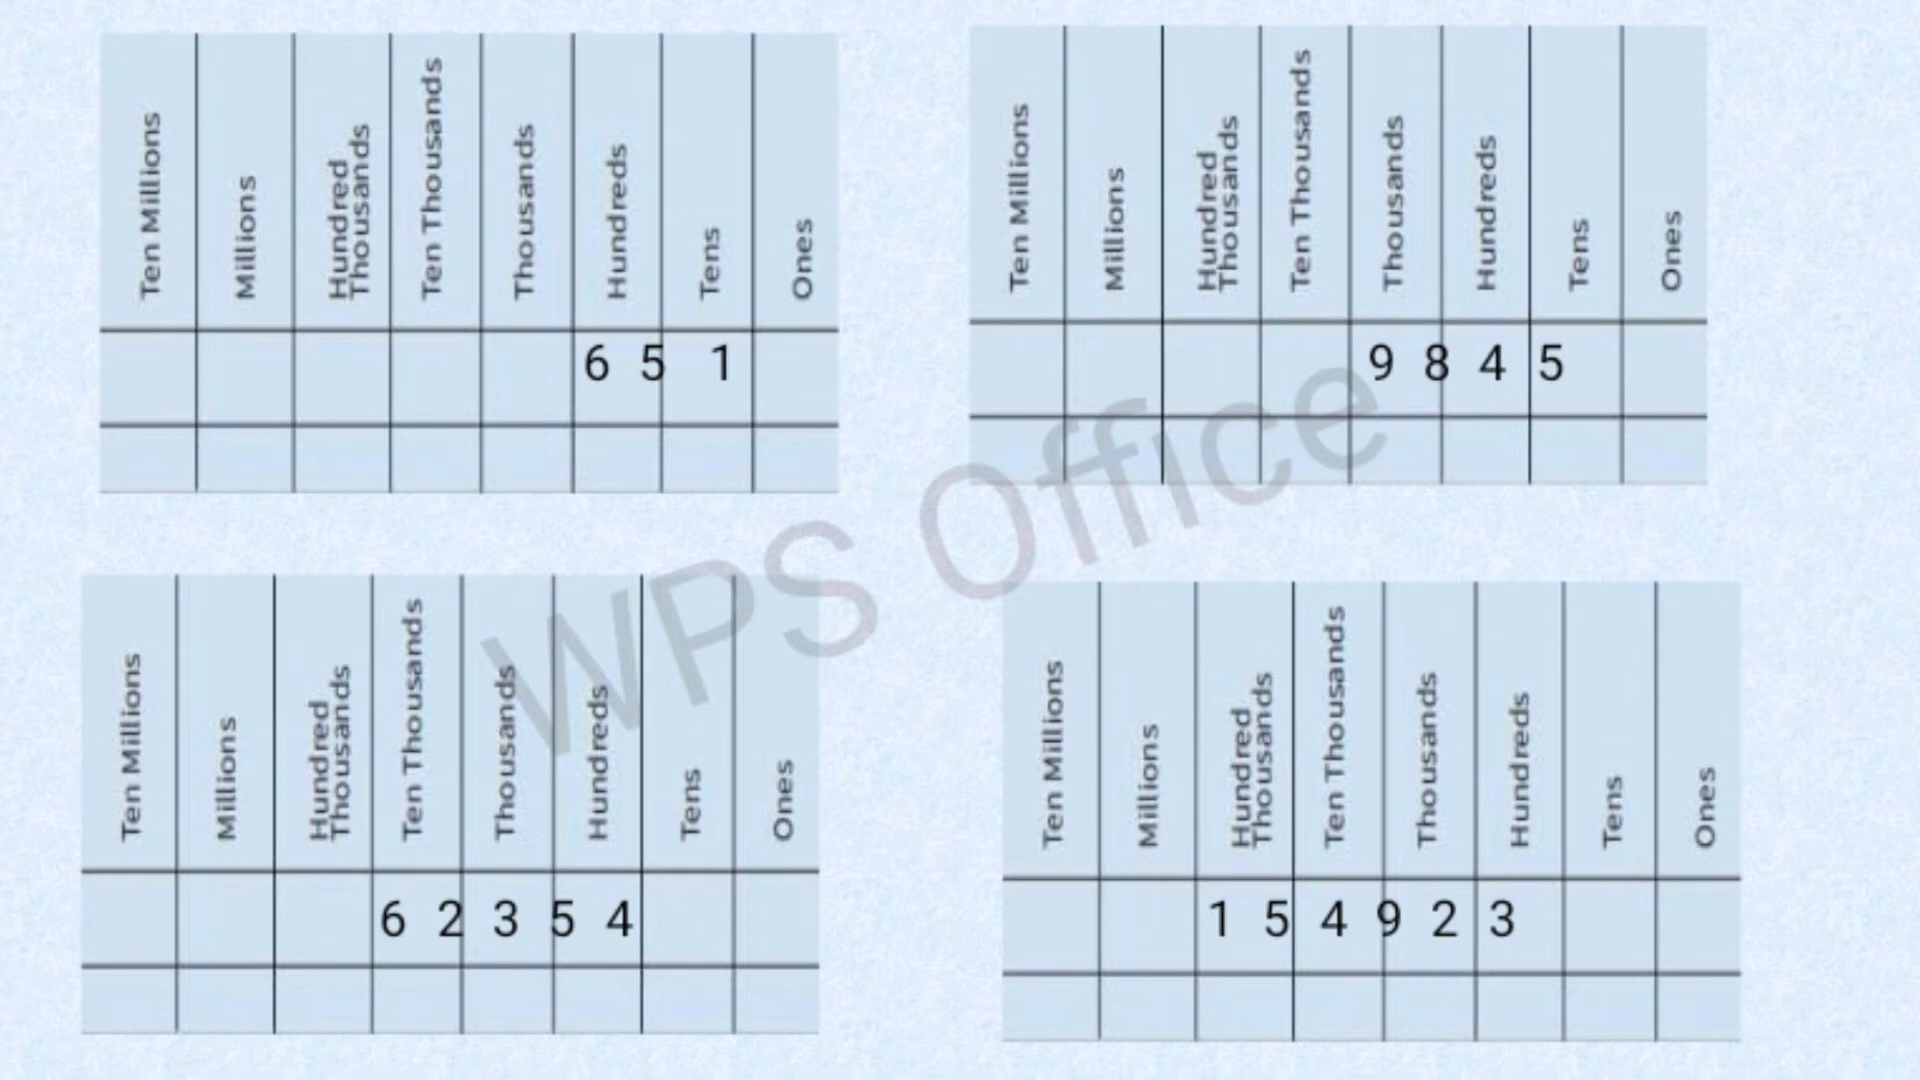 Ten Millions
Millions
Hundred
Thousands
Ten Thousands
Thousands
Hundreds
Tens
Ones
6 5 1
Ten Millions
Millions
Hundred
Thousands
Ten Thousands
Thousands
Hundreds
Tens
Ones
9 8 4 5
WPS Office
Ten Millions
Millions
Hundred
Thousands
Ten Thousands
Thousands
Hundreds
Tens
Ones
6 2 3 5 4
Ten Millions
Millions
Hundred
Thousands
Ten Thousands
Thousands
Hundreds
Tens
Ones
1 5 4 9 2 3